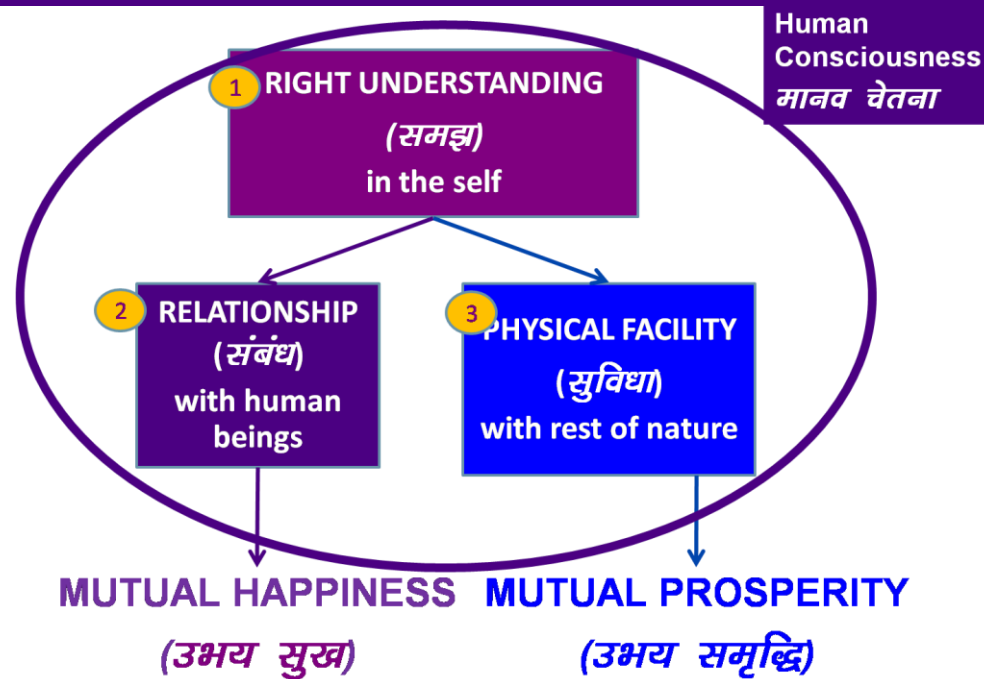 Human
Consciousness
मानव चेतना
1
RIGHT UNDERSTANDING
(समझ)
in the self
2
RELATIONSHIP
(संबंध)
with human
beings
3
PHYSICAL FACILITY
(सुविधा)
with rest of nature
MUTUAL HAPPINESS
(उभय सुख)
MUTUAL PROSPERITY
(उभय समृद्धि)